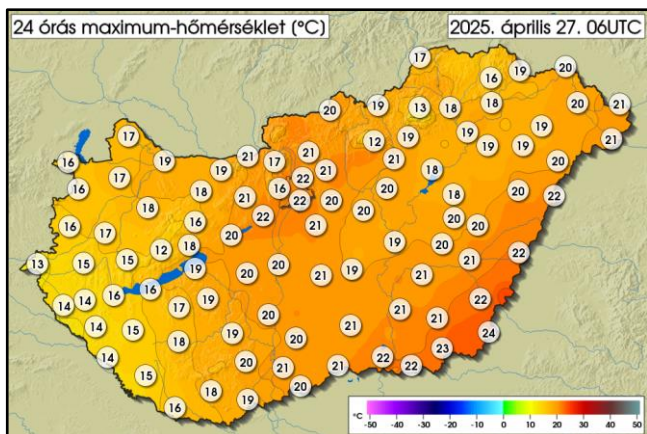 24 órás maximum-hőmérséklet (°C)
2025. április 27. 06UTC
17
16 19 20
20 19 13 18 18 20 21
17 12 19 19 19 21
16 19 21 17 21 21 19 19 20
17 19 16 22 21 18
16 18 21 22 20 20 18 20 22
18 22 21 20 20 20
16 17 16 20
13 15 15 12 18 19 20 20 19 20 21 22
14 14 16 16 21 19 21
14 15 17 19 20 21 21 22
18 19 20 21 24
14 15 20 21 21 22 22 23
16 18 19 20
°C
-50 -40 -30 -20 -10 0 10 20 30 40 50